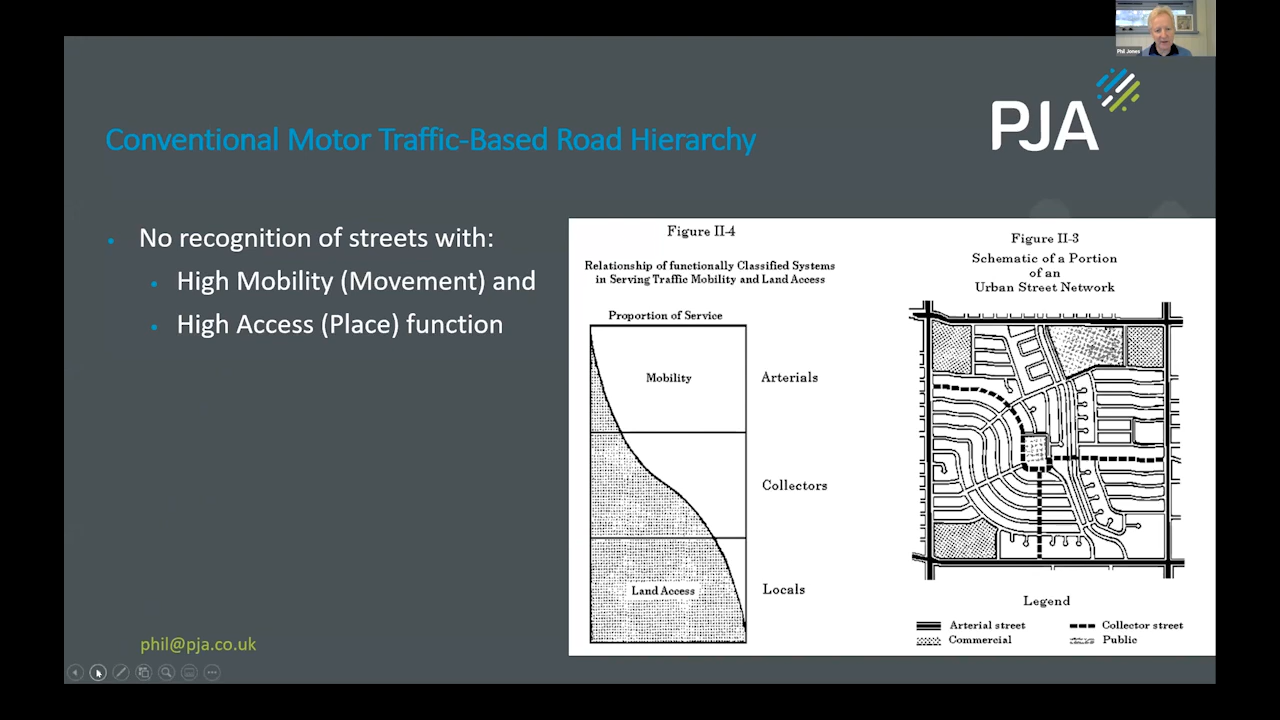 Phil Jones
PJA
Conventional Motor Traffic-Based Road Hierarchy
No recognition of streets with:
High Mobility (Movement) and
High Access (Place) function
Figure II-4
Relationship of functionally Classified Systems
in Serving Traffic Mobility and Land Access
Proportion of Service
Mobility
Arterials
Collectors
Land Access
Locals
Figure II-3
Schematic of a Portion
of an
Urban Street Network
Legend
Arterial street
Collector street
Commercial
Public
phil@pja.co.uk